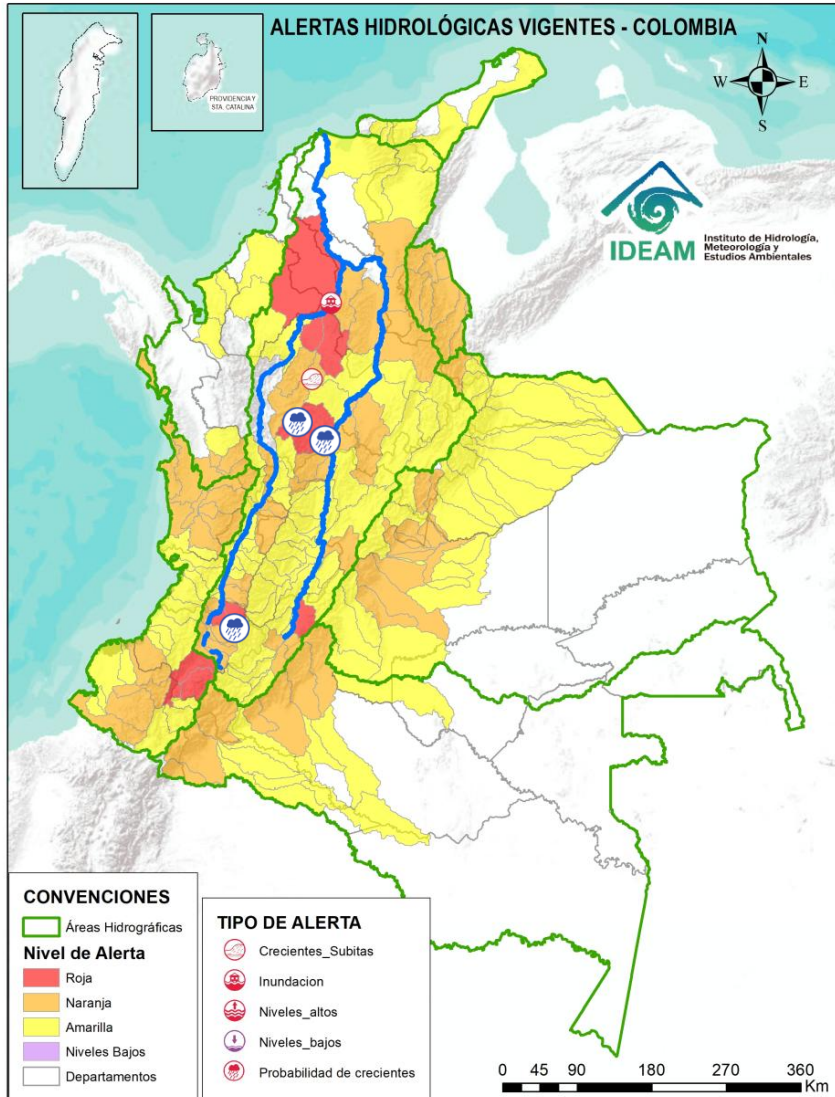 ALERTAS HIDROLÓGICAS VIGENTES - COLOMBIA
PROVIDENCIA Y
STA. CATALINA
N
W
E
S
IDEAM
Instituto de Hidrología,
Meteorología y
Estudios Ambientales
CONVENCIONES
Áreas Hidrográficas
Nivel de Alerta
Roja
Naranja
Amarilla
Niveles Bajos
Departamentos
TIPO DE ALERTA
Crecientes_Subitas
Inundacion
Niveles_altos
Niveles_bajos
Probabilidad de crecientes
0 45 90 180 270 360
Km